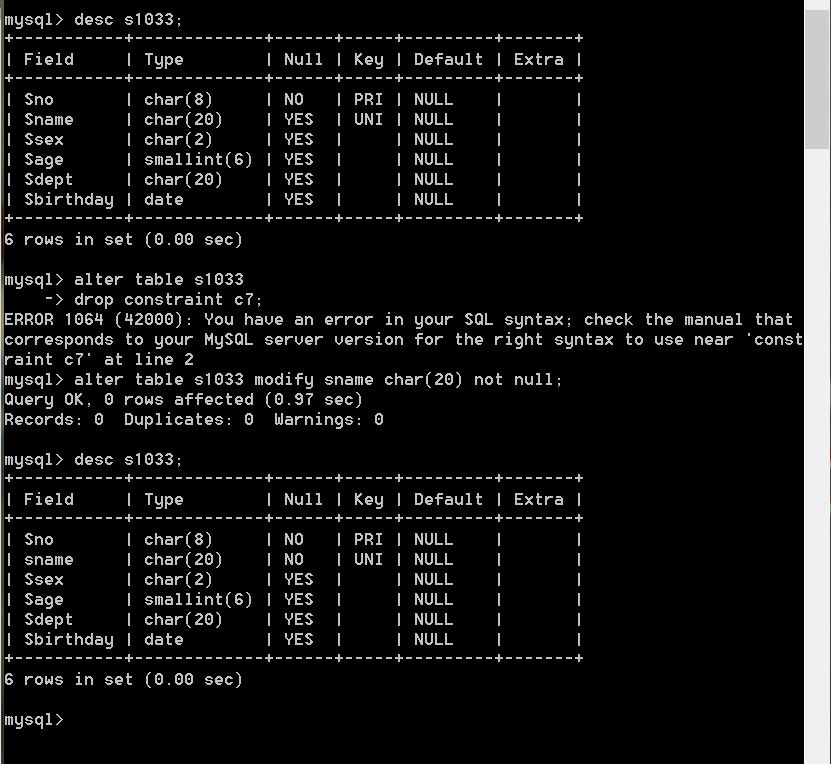 mysql> desc s1033;
+-----------+-------------+------+-----+---------+-------+
| Field     | Type        | Null | Key | Default | Extra |
+-----------+-------------+------+-----+---------+-------+
| Sno       | char(8)     | NO   | PRI | NULL    |       |
| Sname     | char(20)    | YES  | UNI | NULL    |       |
| Ssex      | char(2)     | YES  |     | NULL    |       |
| Sage      | smallint(6) | YES  |     | NULL    |       |
| Sdept     | char(20)    | YES  |     | NULL    |       |
| Sbirthday | date        | YES  |     | NULL    |       |
+-----------+-------------+------+-----+---------+-------+
6 rows in set (0.00 sec)
mysql> alter table s1033
    -> drop constraint c7;
ERROR 1064 (42000): You have an error in your SQL syntax; check the manual that
corresponds to your MySQL server version for the right syntax to use near 'const
raint c7' at line 2
mysql> alter table s1033 modify sname char(20) not null;
Query OK, 0 rows affected (0.97 sec)
Records: 0  Duplicates: 0  Warnings: 0
mysql> desc s1033;
+-----------+-------------+------+-----+---------+-------+
| Field     | Type        | Null | Key | Default | Extra |
+-----------+-------------+------+-----+---------+-------+
| Sno       | char(8)     | NO   | PRI | NULL    |       |
| sname     | char(20)    | NO   | UNI | NULL    |       |
| Ssex      | char(2)     | YES  |     | NULL    |       |
| Sage      | smallint(6) | YES  |     | NULL    |       |
| Sdept     | char(20)    | YES  |     | NULL    |       |
| Sbirthday | date        | YES  |     | NULL    |       |
+-----------+-------------+------+-----+---------+-------+
6 rows in set (0.00 sec)
mysql>